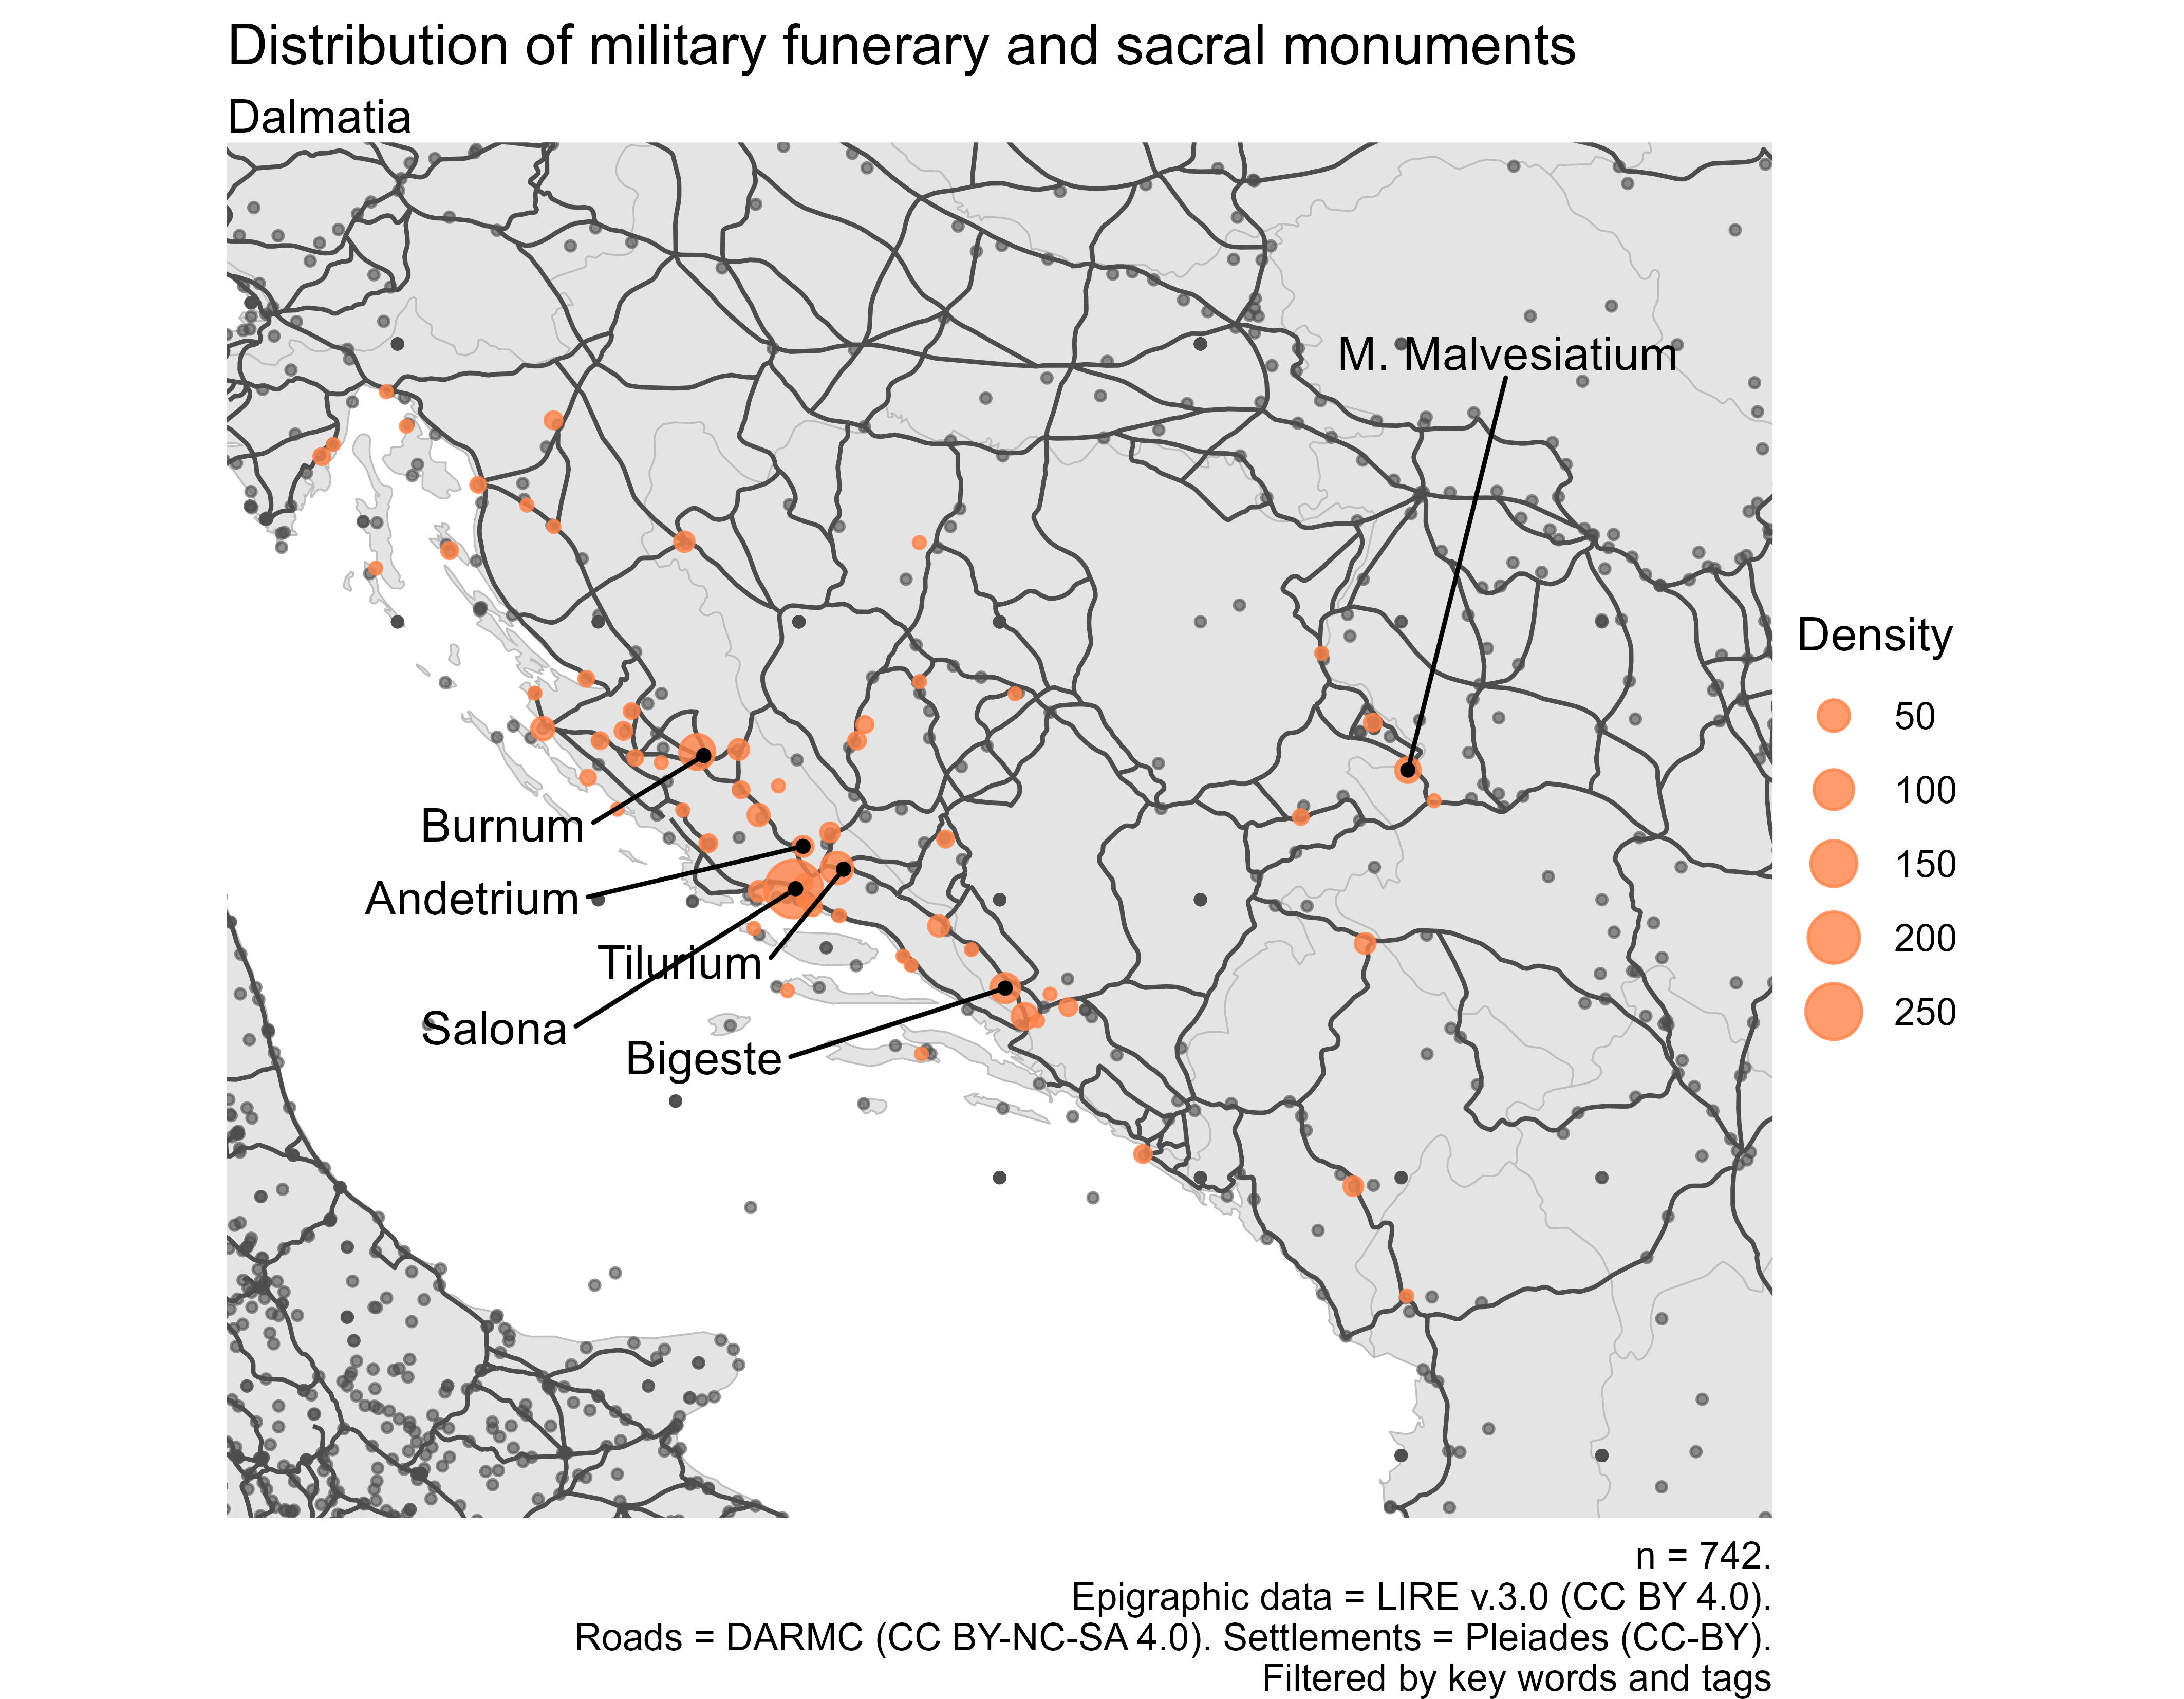 Distribution of military funerary and sacral monuments
Dalmatia
M. Malvesiatium
Burnum
Andetrium
Tilurium
Salona
Bigeste
Density
50
100
150
200
250
n = 742.
Epigraphic data = LIRE v.3.0 (CC BY 4.0).
Roads = DARMC (CC BY-NC-SA 4.0). Settlements = Pleiades (CC-BY).
Filtered by key words and tags